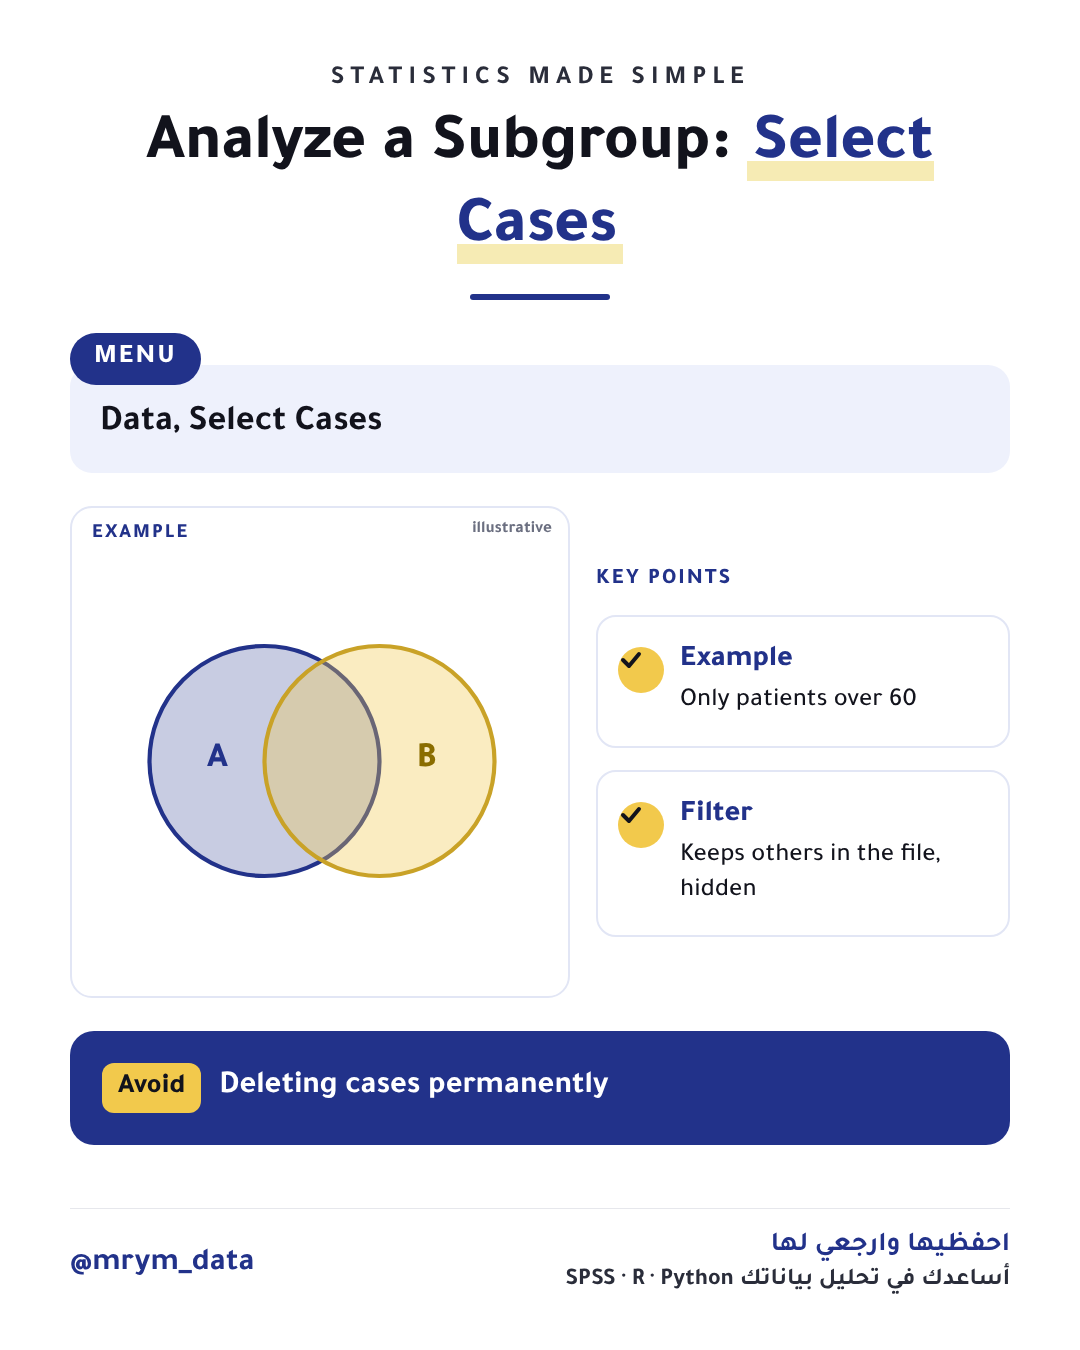 STATISTICS MADE SIMPLE
Analyze a Subgroup: Select
Cases
MENU
Data, Select Cases
EXAMPLE
illustrative
A
B
KEY POINTS
Example
Only patients over 60
Filter
Keeps others in the file,
hidden
Avoid
Deleting cases permanently
@mrym_data
احفظيها وارجعي لها
أساعدك في تحليل بياناتك SPSS · R · Python